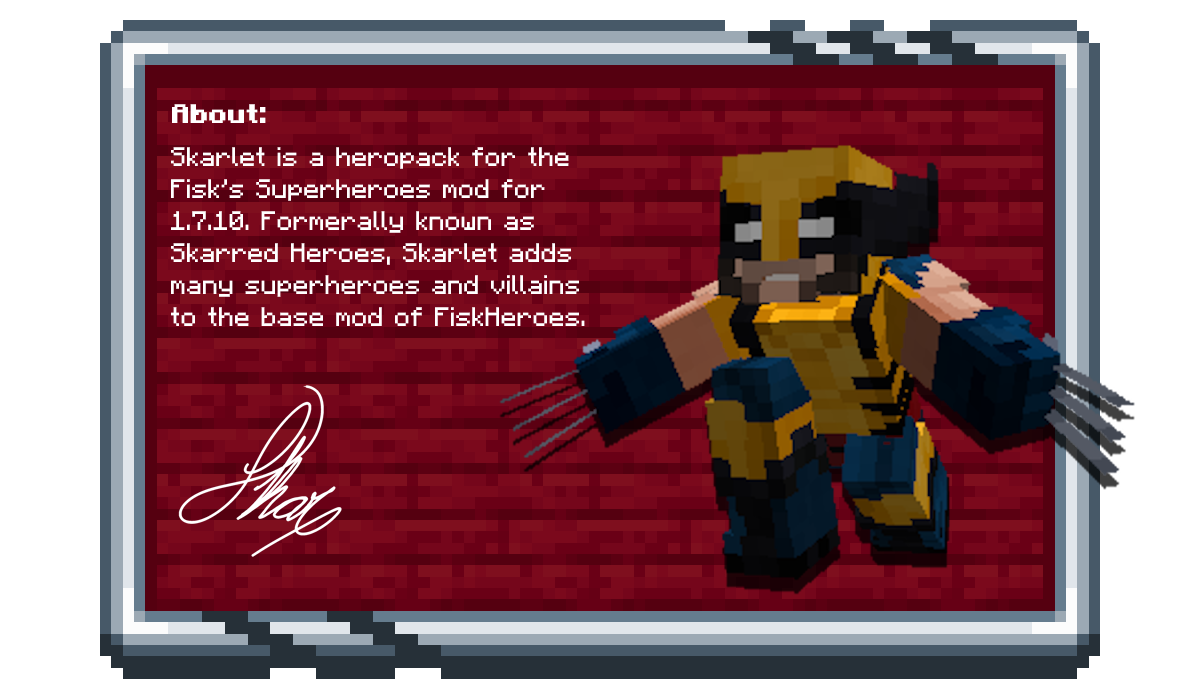 About:
Skarlet is a heropack for the
Fisk's Superheroes mod for
1.7.10. Formerally known as
Skarred Heroes, Skarlet adds
many superheroes and villains
to the base mod of FiskHeroes.
Skar